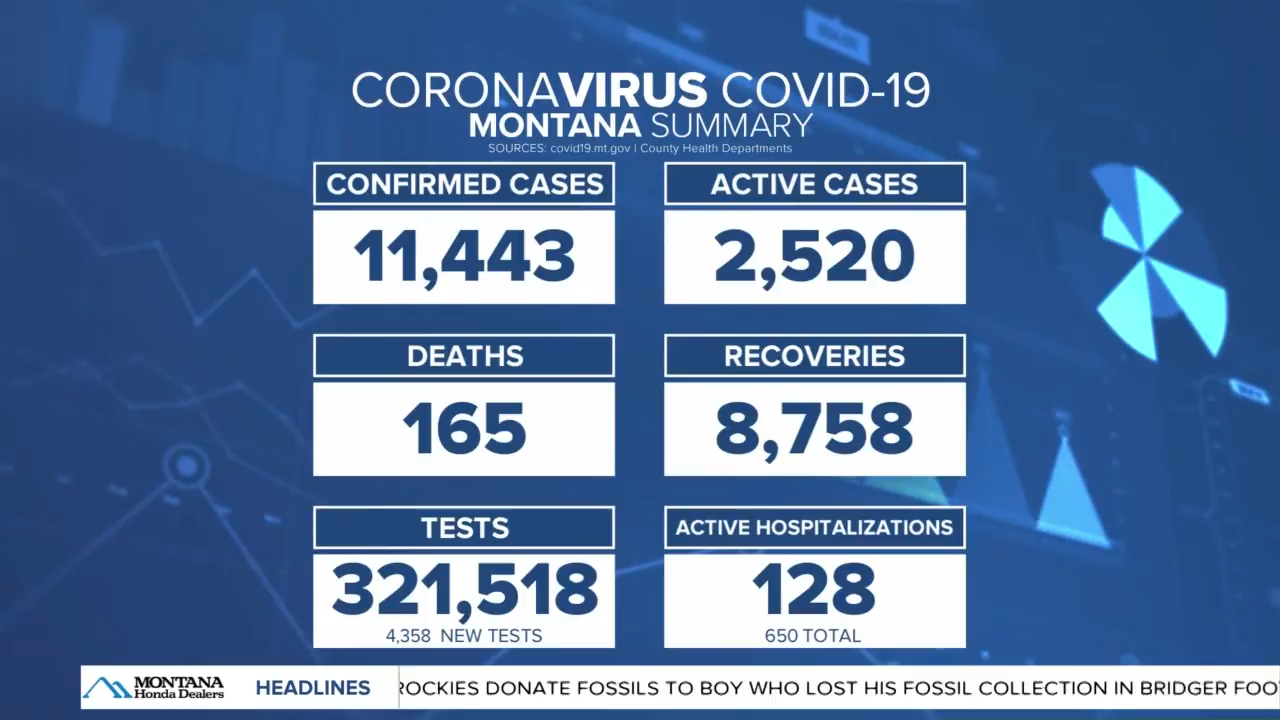 CORONAVIRUS COVID-19
MONTANA SUMMARY
SOURCES: covid19.mt.gov | County Health Departments
CONFIRMED CASES
11,443
ACTIVE CASES
2,520
DEATHS
165
RECOVERIES
8,758
TESTS
321,518
4,358 NEW TESTS
ACTIVE HOSPITALIZATIONS
128
650 TOTAL
MONTANA
Honda Dealers
HEADLINES
ROCKIES DONATE FOSSILS TO BOY WHO LOST HIS FOSSIL COLLECTION IN BRIDGER